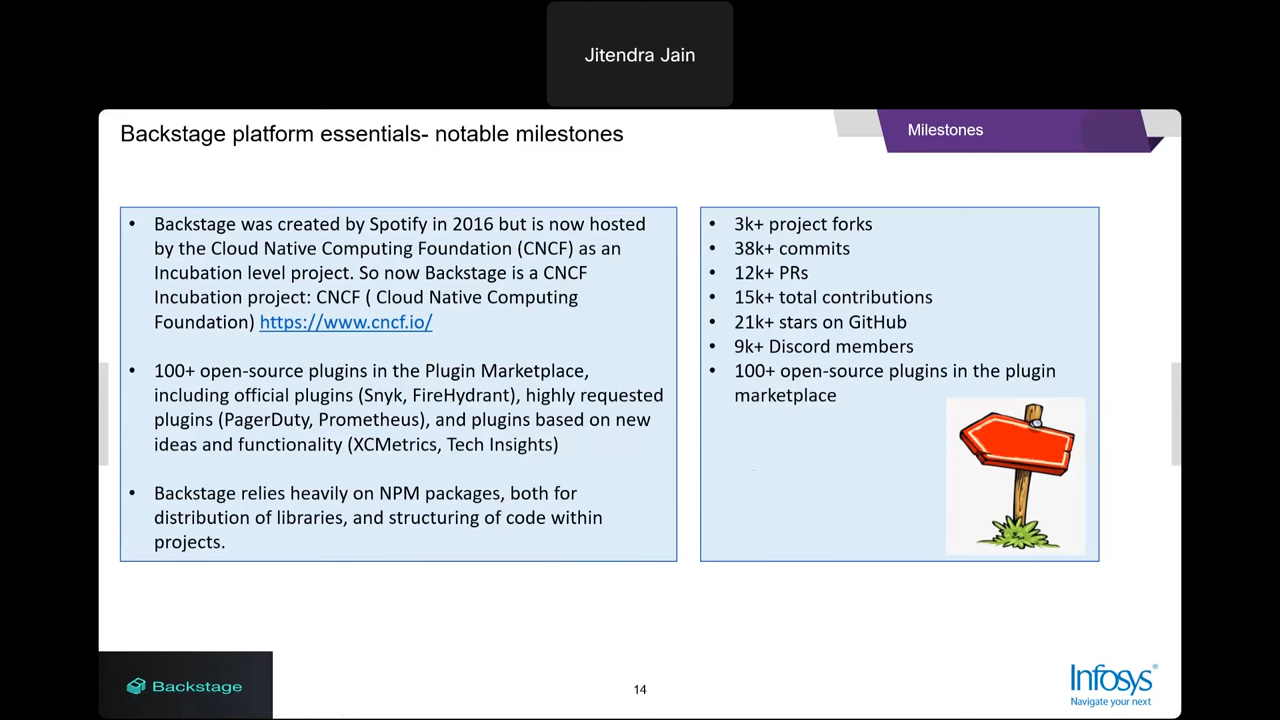 Jitendra Jain
Backstage platform essentials- notable milestones
Milestones
• Backstage was created by Spotify in 2016 but is now hosted
by the Cloud Native Computing Foundation (CNCF) as an
Incubation level project. So now Backstage is a CNCF
Incubation project: CNCF ( Cloud Native Computing
Foundation) https://www.cncf.io/
• 100+ open-source plugins in the Plugin Marketplace,
including official plugins (Snyk, FireHydrant), highly requested
plugins (PagerDuty, Prometheus), and plugins based on new
ideas and functionality (XCMetrics, Tech Insights)
• Backstage relies heavily on NPM packages, both for
distribution of libraries, and structuring of code within
projects.
• 3k+ project forks
• 38k+ commits
• 12k+ PRs
• 15k+ total contributions
• 21k+ stars on GitHub
• 9k+ Discord members
• 100+ open-source plugins in the plugin
marketplace
Backstage
14
Infosys®
Navigate your next